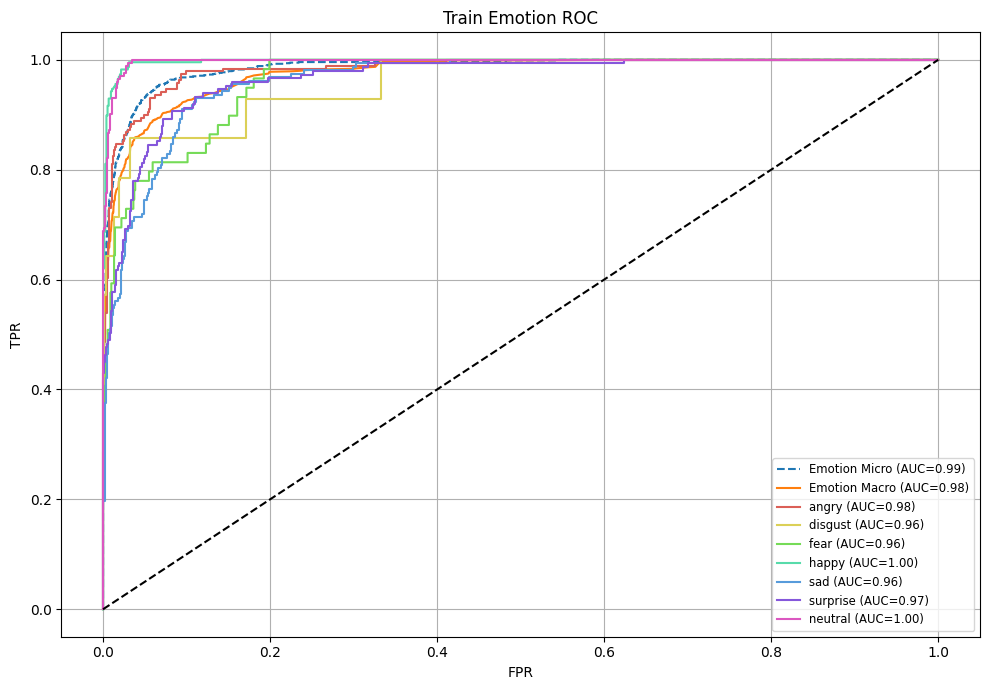 Train Emotion ROC
TPR
1.0
0.8
0.6
0.4
0.2
0.0
0.0 0.2 0.4 0.6 0.8 1.0
FPR
Emotion Micro (AUC=0.99)
Emotion Macro (AUC=0.98)
angry (AUC=0.98)
disgust (AUC=0.96)
fear (AUC=0.96)
happy (AUC=1.00)
sad (AUC=0.96)
surprise (AUC=0.97)
neutral (AUC=1.00)